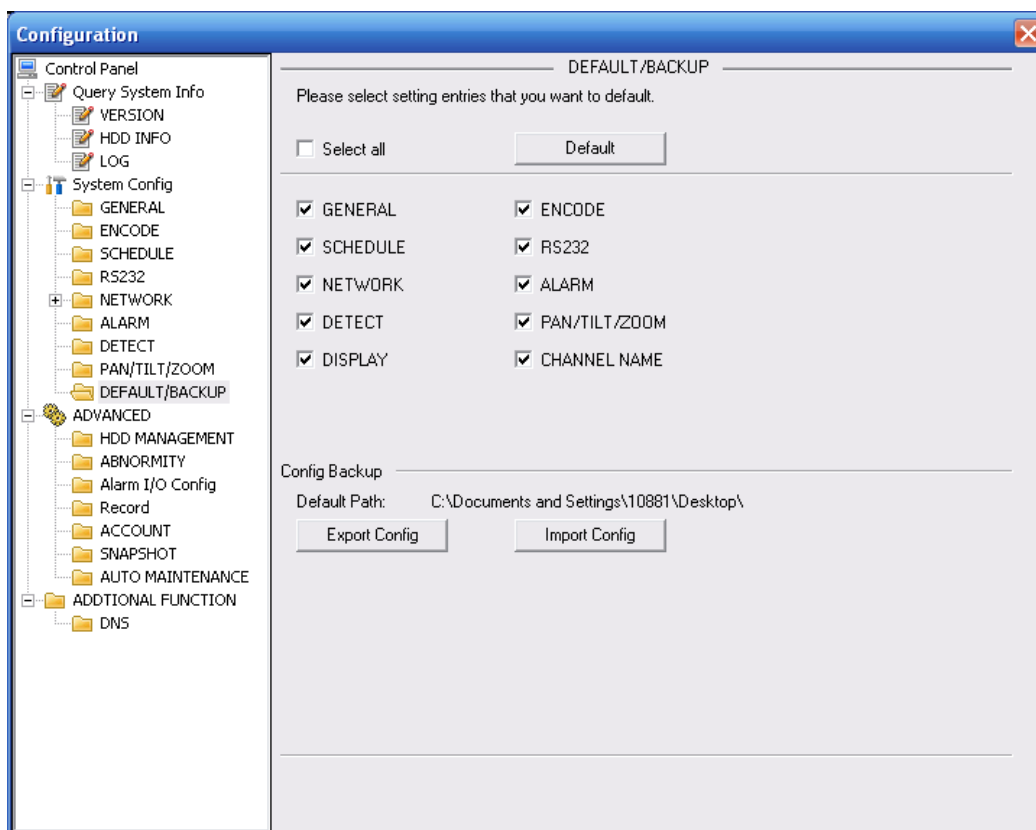 Configuration
Control Panel
Query System Info
VERSION
HDD INFO
LOG
System Config
GENERAL
ENCODE
SCHEDULE
RS232
NETWORK
ALARM
DETECT
PAN/TILT/ZOOM
DEFAULT/BACKUP
ADVANCED
HDD MANAGEMENT
ABNORMITY
Alarm I/O Config
Record
ACCOUNT
SNAPSHOT
AUTO MAINTENANCE
ADDTIONAL FUNCTION
DNS
DEFAULT/BACKUP
Please select setting entries that you want to default.
Select all Default
GENERAL ENCODE
SCHEDULE RS232
NETWORK ALARM
DETECT PAN/TILT/ZOOM
DISPLAY CHANNEL NAME
Config Backup
Default Path: C:\Documents and Settings\10881\Desktop\
Export Config Import Config